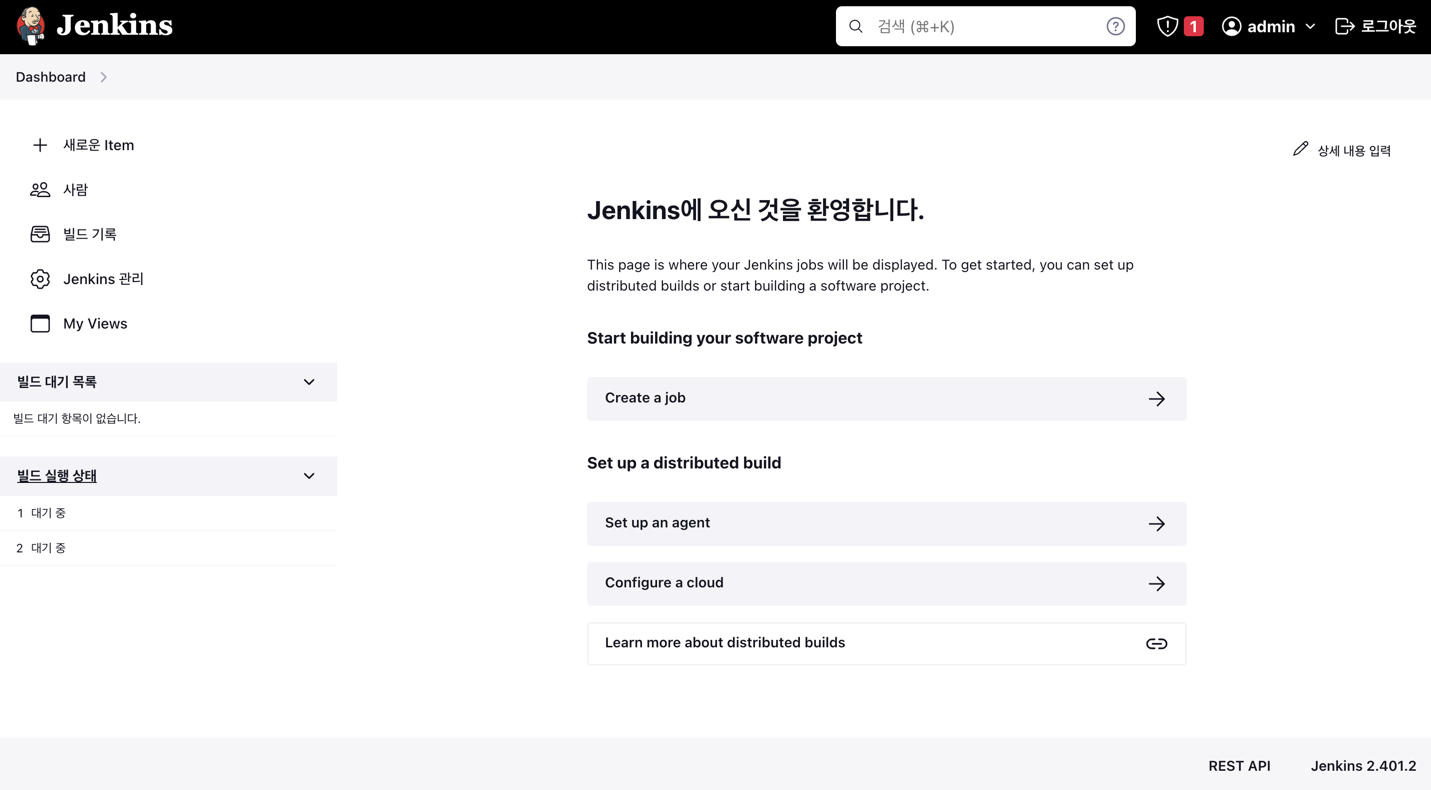 Jenkins
검색 (⌘+K)
?
1
admin
로그아웃
Dashboard
새로운 Item
사람
빌드 기록
Jenkins 관리
My Views
빌드 대기 목록
빌드 대기 항목이 없습니다.
빌드 실행 상태
1 대기 중
2 대기 중
상세 내용 입력
Jenkins에 오신 것을 환영합니다.
This page is where your Jenkins jobs will be displayed. To get started, you can set up
distributed builds or start building a software project.
Start building your software project
Create a job
Set up a distributed build
Set up an agent
Configure a cloud
Learn more about distributed builds
REST API
Jenkins 2.401.2